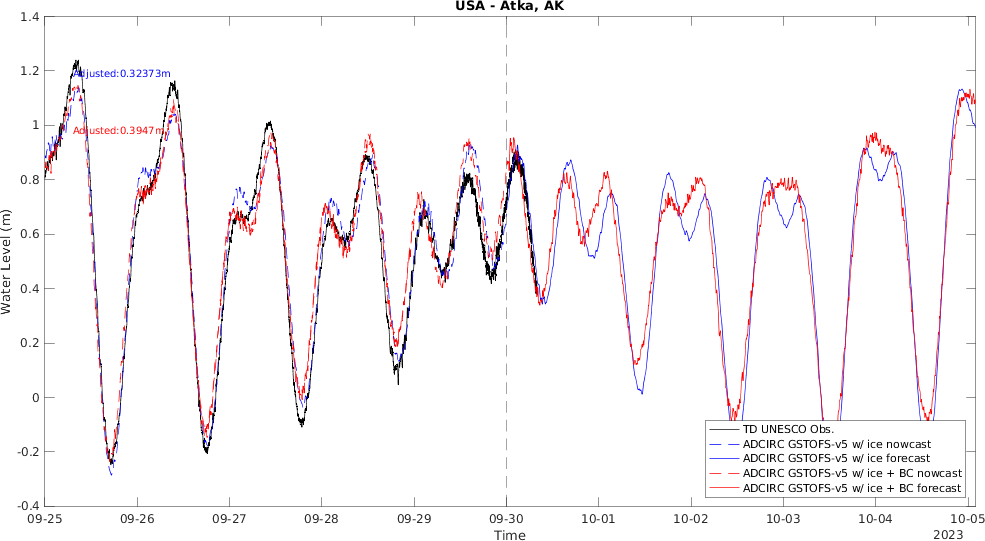 USA - Atka, AK
1.4
1.2
1
0.8
0.6
0.4
0.2
0
-0.2
-0.4
Water Level (m)
Adjusted:0.32373m
Adjusted:0.3947m
TD UNESCO Obs.
ADCIRC GSTOFS-v5 w/ ice nowcast
ADCIRC GSTOFS-v5 w/ ice forecast
ADCIRC GSTOFS-v5 w/ ice + BC nowcast
ADCIRC GSTOFS-v5 w/ ice + BC forecast
09-25 09-26 09-27 09-28 09-29 09-30 10-01 10-02 10-03 10-04 10-05
Time
2023